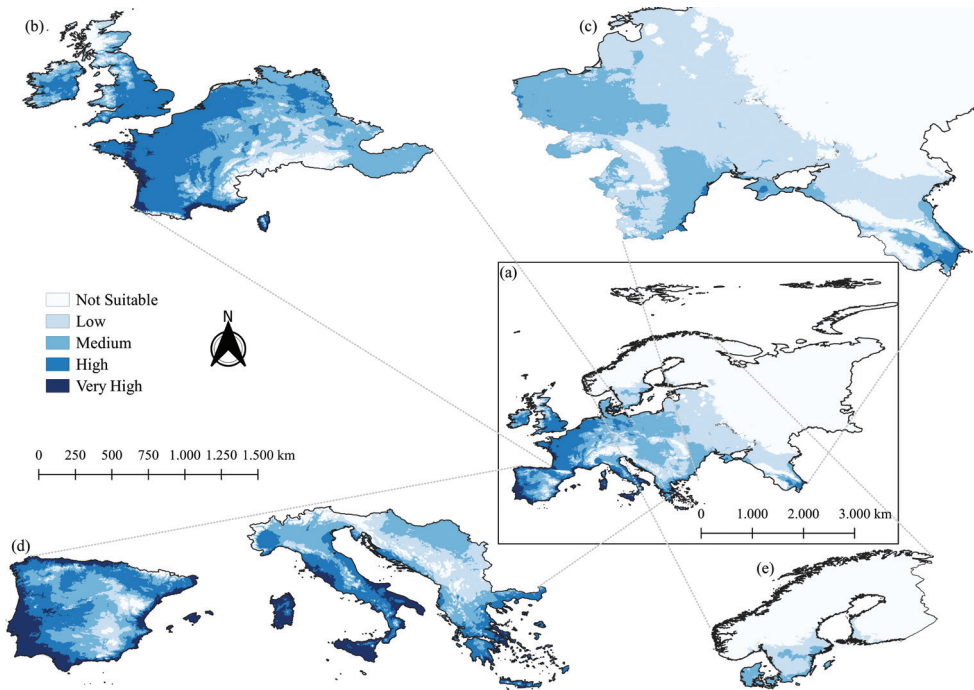 (b)
(c)
Not Suitable
Low
Medium
High
Very High
N
(a)
0 250 500 750 1.000 1.250 1.500 km
0 1.000 2.000 3.000 km
(d)
(e)